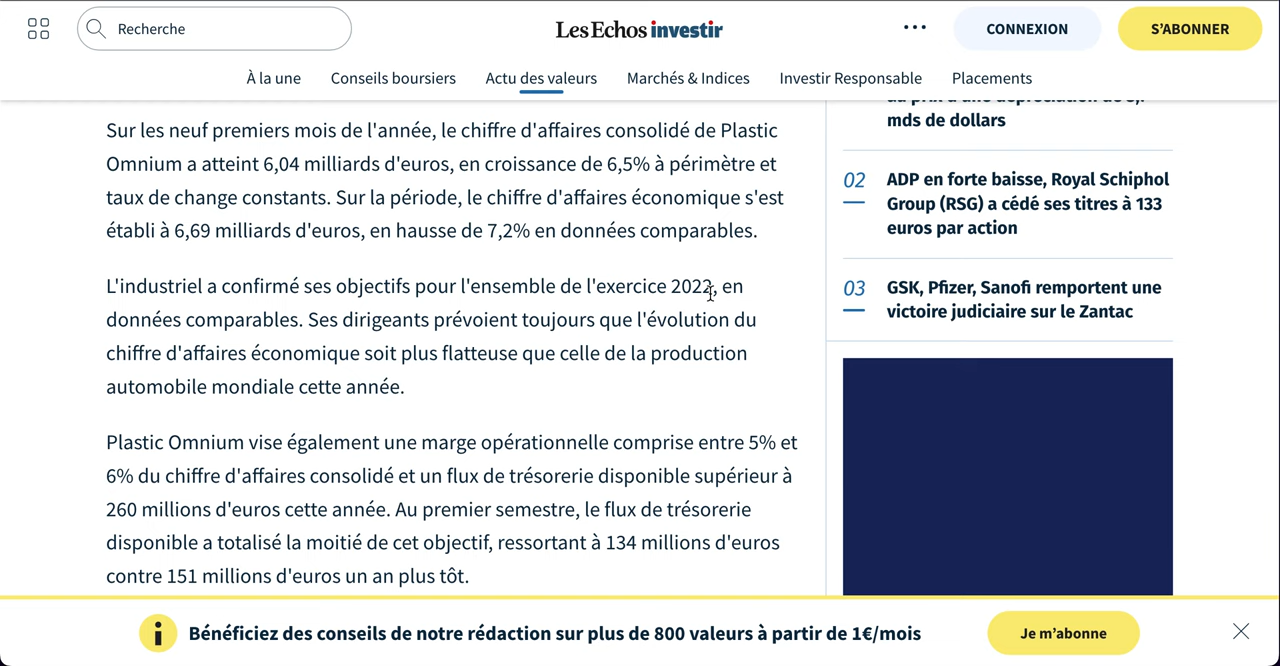 Recherche
Les Echos investir
CONNEXION
S'ABONNER
À la une
Conseils boursiers
Actu des valeurs
Marchés & Indices
Investir Responsable
Placements
Sur les neuf premiers mois de l'année, le chiffre d'affaires consolidé de Plastic
Omnium a atteint 6,04 milliards d'euros, en croissance de 6,5% à périmètre et
taux de change constants. Sur la période, le chiffre d'affaires économique s'est
établi à 6,69 milliards d'euros, en hausse de 7,2% en données comparables.
L'industriel a confirmé ses objectifs pour l'ensemble de l'exercice 2022, en
données comparables. Ses dirigeants prévoient toujours que l'évolution du
chiffre d'affaires économique soit plus flatteuse que celle de la production
automobile mondiale cette année.
Plastic Omnium vise également une marge opérationnelle comprise entre 5% et
6% du chiffre d'affaires consolidé et un flux de trésorerie disponible supérieur à
260 millions d'euros cette année. Au premier semestre, le flux de trésorerie
disponible a totalisé la moitié de cet objectif, ressortant à 134 millions d'euros
contre 151 millions d'euros un an plus tôt.
mds de dollars
02
ADP en forte baisse, Royal Schiphol
Group (RSG) a cédé ses titres à 133
euros par action
03
GSK, Pfizer, Sanofi remportent une
victoire judiciaire sur le Zantac
Bénéficiez des conseils de notre rédaction sur plus de 800 valeurs à partir de 1€/mois
Je m'abonne